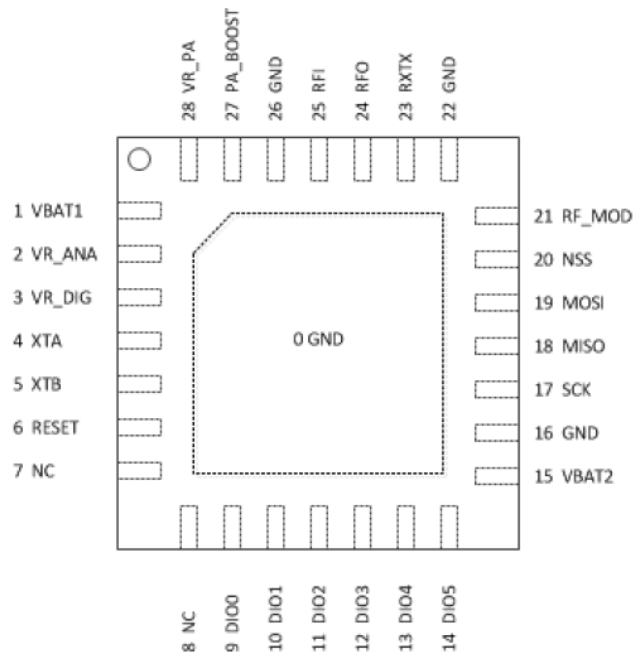 28 VR_PA
27 PA_BOOST
26 GND
25 RFI
24 RFO
23 RXTX
22 GND
1 VBAT1
2 VR_ANA
3 VR_DIG
4 XTA
5 XTB
6 RESET
7 NC
0 GND
21 RF_MOD
20 NSS
19 MOSI
18 MISO
17 SCK
16 GND
15 VBAT2
8 NC
9 DIO0
10 DIO1
11 DIO2
12 DIO3
13 DIO4
14 DIO5